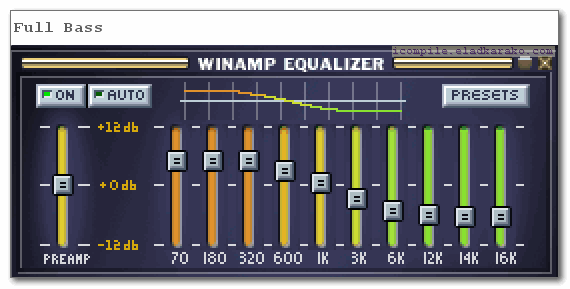 Full Bass
icompile.eladkarako.com
WINAMP EQUALIZER
ON AUTO PRESETS
+12db
+0db
-12db
PREAMP 70 180 320 600 1K 3K 6K 12K 14K 16K